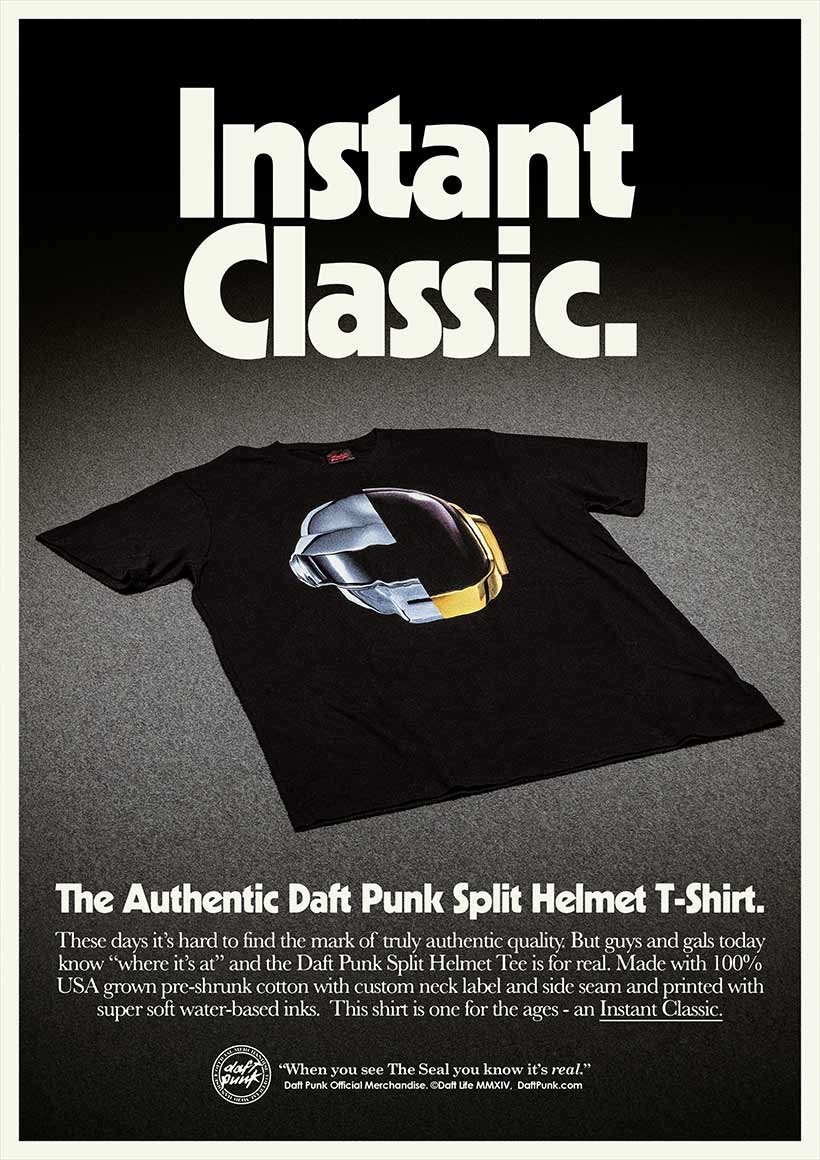 Instant
Classic.
The Authentic Daft Punk Split Helmet T-Shirt.
These days it’s hard to find the mark of truly authentic quality. But guys and gals today
know “where it’s at” and the Daft Punk Split Helmet Tee is for real. Made with 100%
USA grown pre-shrunk cotton with custom neck label and side seam and printed with
super soft water-based inks.  This shirt is one for the ages - an Instant Classic.
daft
punk
“When you see The Seal you know it’s real.”
Daft Punk Official Merchandise. ©Daft Life MMXIV, DaftPunk.com